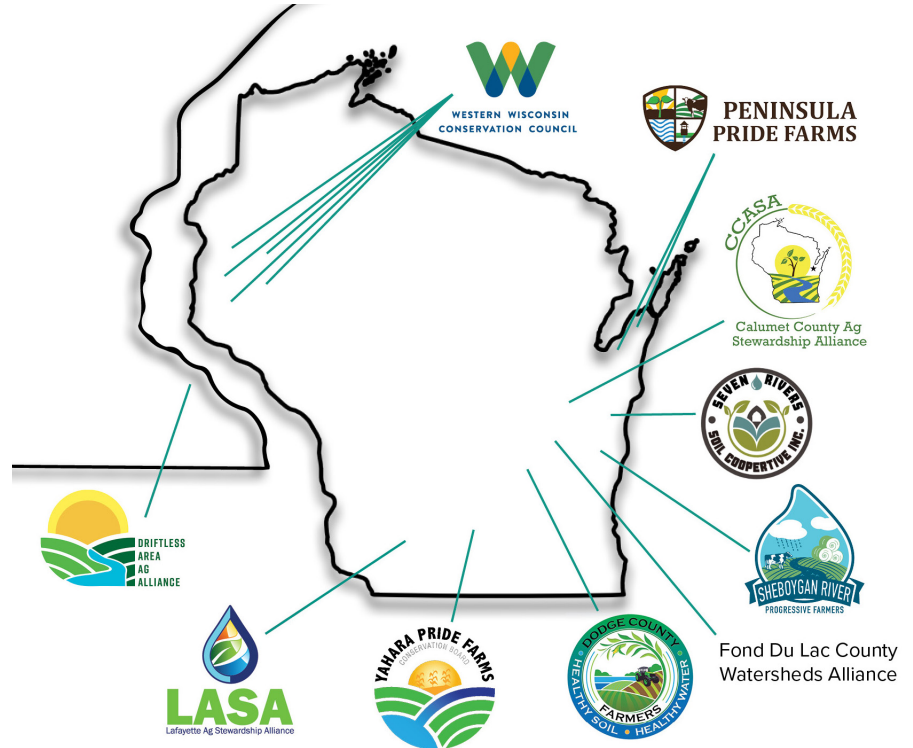 WESTERN WISCONSIN
CONSERVATION COUNCIL
PENINSULA
PRIDE FARMS
CCASA
Calumet County Ag
Stewardship Alliance
SEVEN RIVERS
SOIL COOPERTIVE INC.
DRIFTLESS
AREA
AG
ALLIANCE
SHEBOYGAN RIVER
PROGRESSIVE FARMERS
LASA
Lafayette Ag Stewardship Alliance
YAHARA PRIDE FARMS
CONSERVATION BOARD
DODGE COUNTY
FARMERS
HEALTHY SOIL • HEALTHY WATER
Fond Du Lac County
Watersheds Alliance